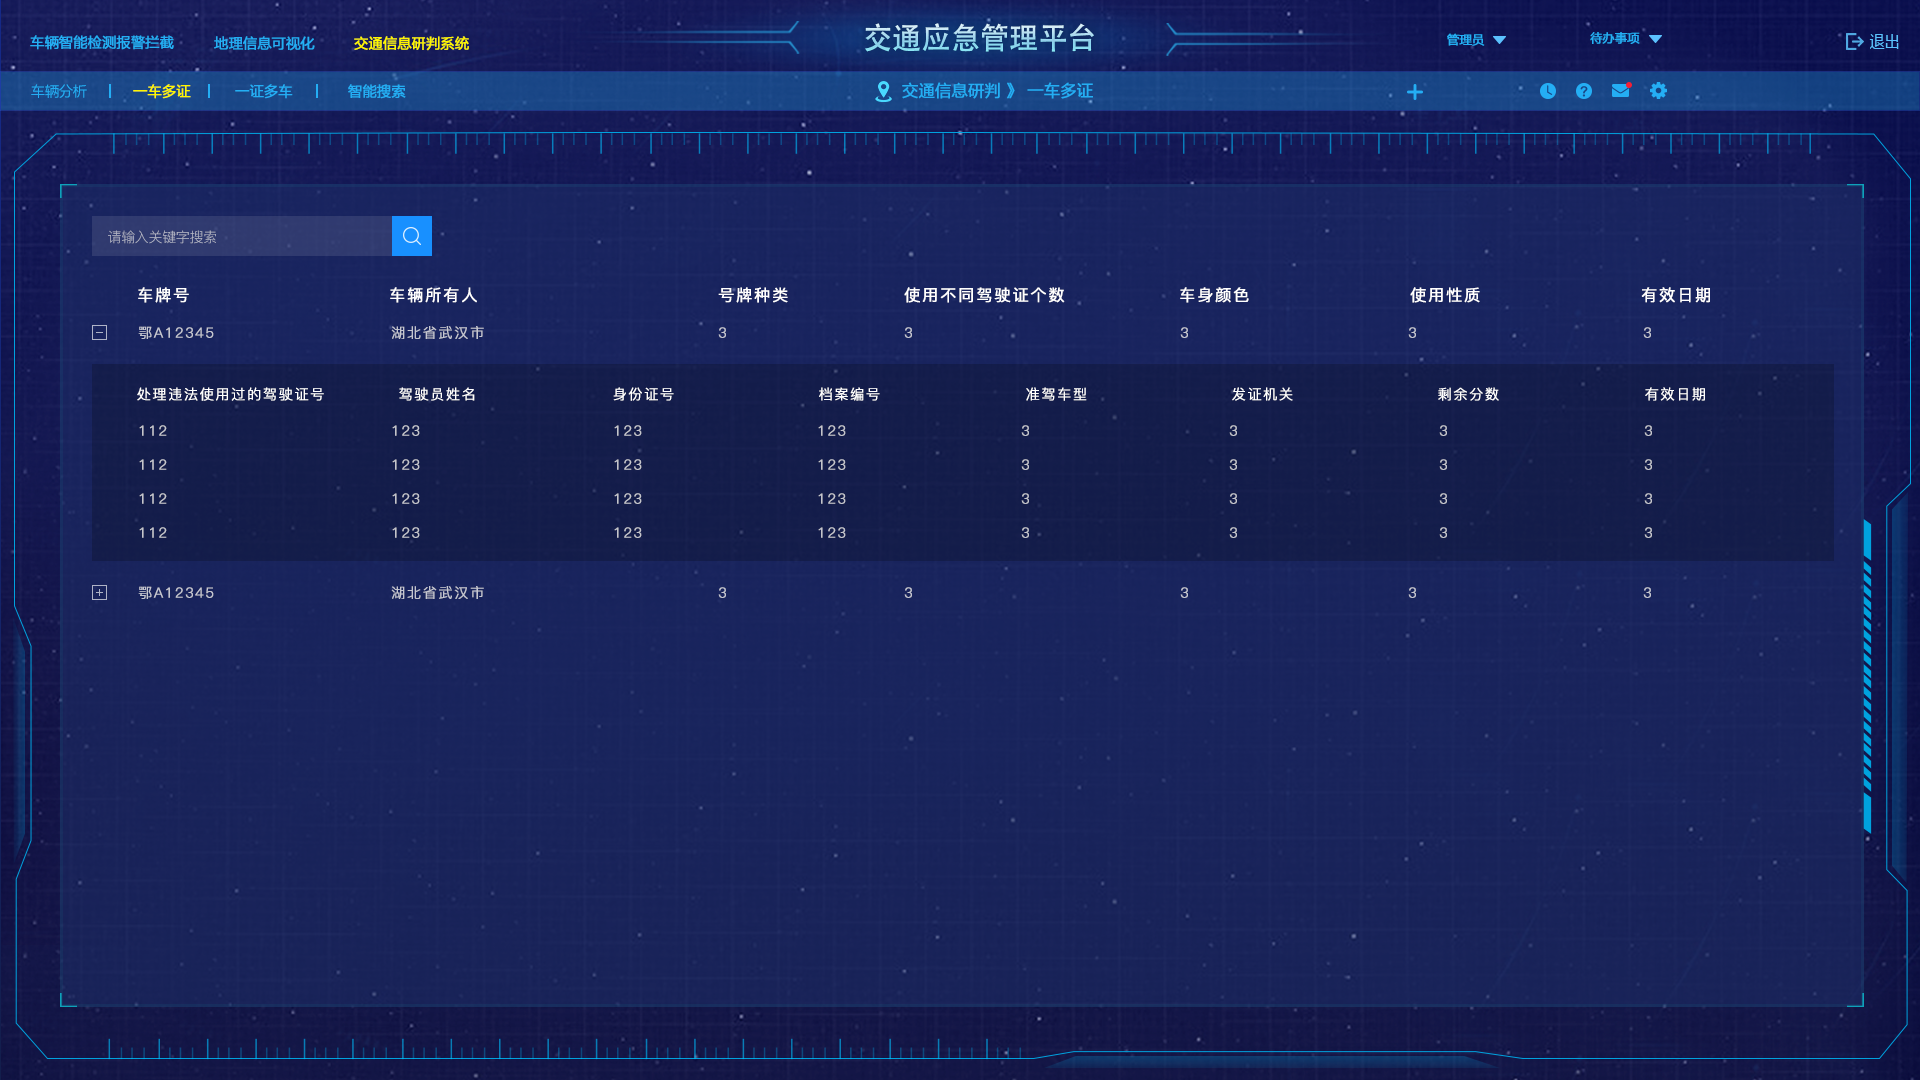 车辆智能检测报警拦截 地理信息可视化 交通信息研判系统 交通应急管理平台 管理员 待办事项 退出
车辆分析 一车多证 一证多车 智能搜索 交通信息研判 》 一车多证
请输入关键字搜索
车牌号 车辆所有人 号牌种类 使用不同驾驶证个数 车身颜色 使用性质 有效日期
鄂A12345 湖北省武汉市 3 3 3 3 3
处理违法使用过的驾驶证号 驾驶员姓名 身份证号 档案编号 准驾车型 发证机关 剩余分数 有效日期
112 123 123 123 3 3 3 3
112 123 123 123 3 3 3 3
112 123 123 123 3 3 3 3
112 123 123 123 3 3 3 3
鄂A12345 湖北省武汉市 3 3 3 3 3